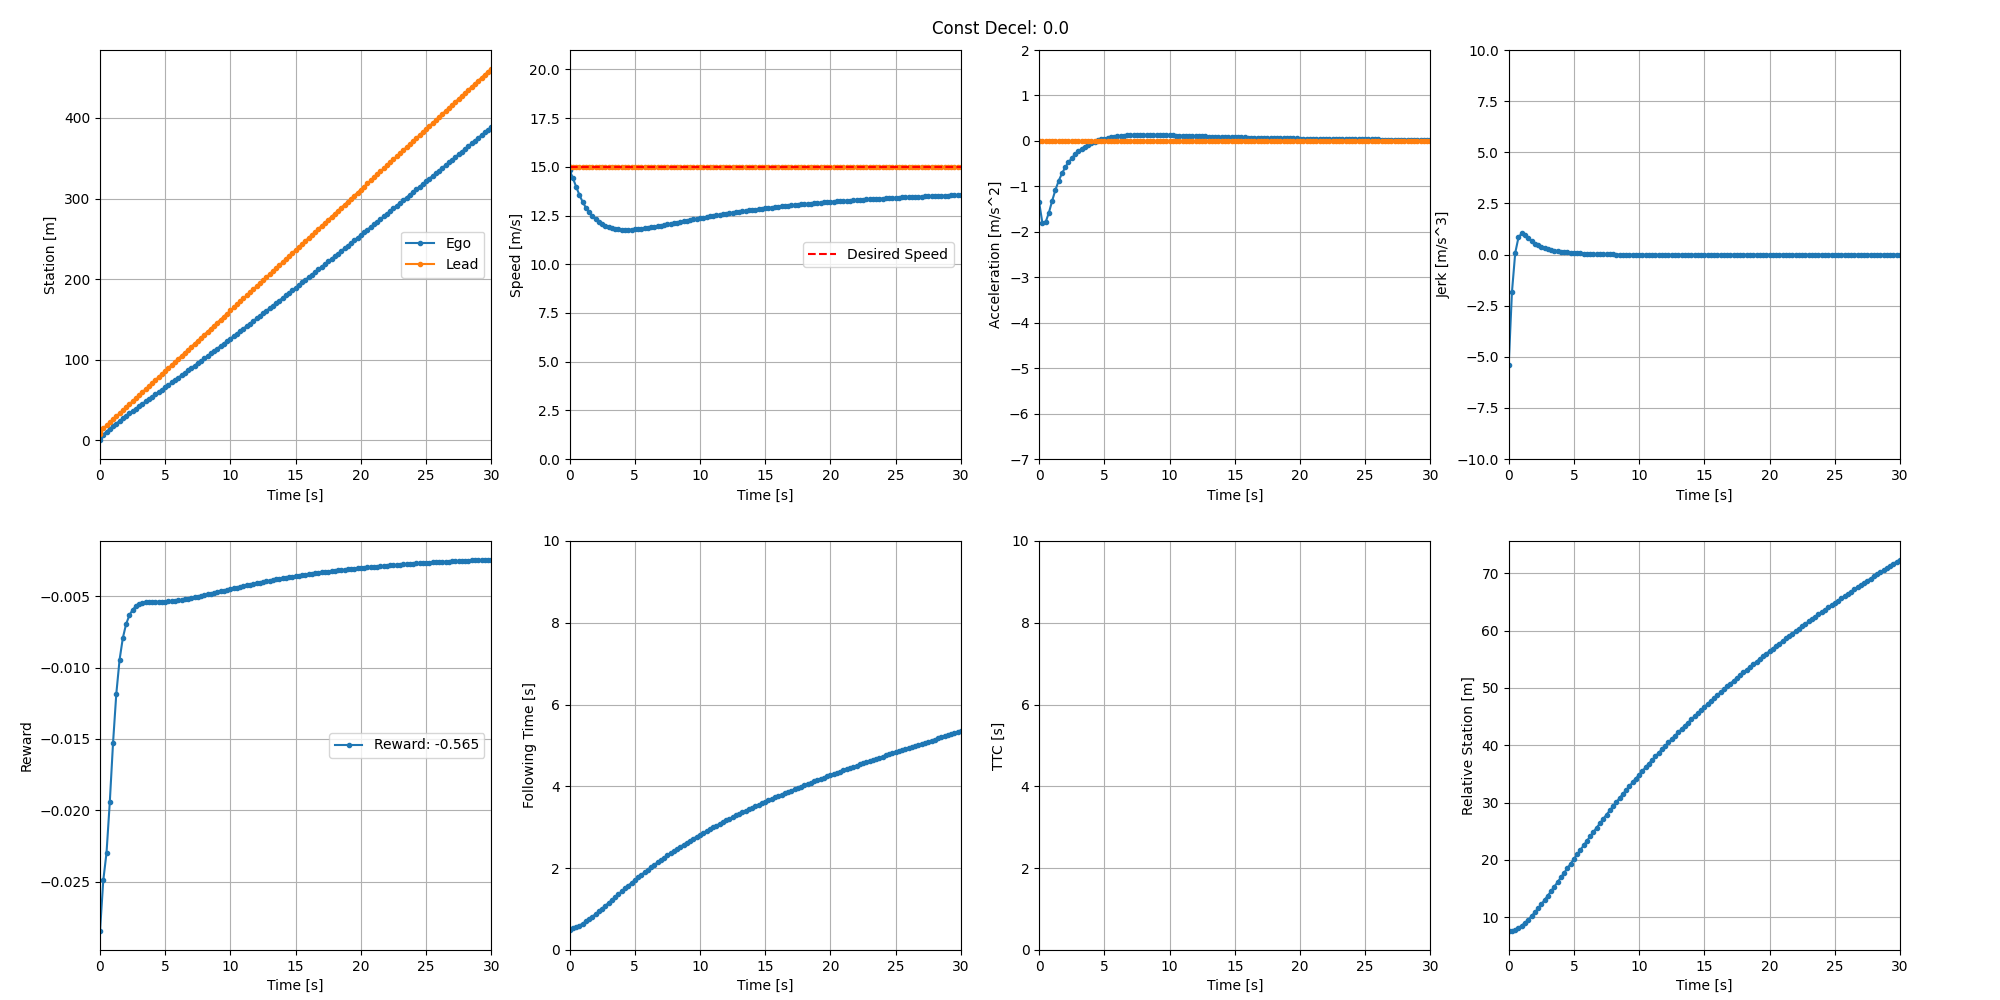 Const Decel: 0.0
Station [m]
400
300
200
100
0
0 5 10 15 20 25 30
Time [s]
Ego
Lead
Speed [m/s]
20.0
17.5
15.0
12.5
10.0
7.5
5.0
2.5
0.0
0 5 10 15 20 25 30
Time [s]
Desired Speed
Acceleration [m/s^2]
2
1
0
−1
−2
−3
−4
−5
−6
−7
0 5 10 15 20 25 30
Time [s]
Jerk [m/s^3]
10.0
7.5
5.0
2.5
0.0
−2.5
−5.0
−7.5
−10.0
0 5 10 15 20 25 30
Time [s]
Reward
−0.005
−0.010
−0.015
−0.020
−0.025
0 5 10 15 20 25 30
Time [s]
Reward: -0.565
Following Time [s]
10
8
6
4
2
0
0 5 10 15 20 25 30
Time [s]
TTC [s]
10
8
6
4
2
0
0 5 10 15 20 25 30
Time [s]
Relative Station [m]
70
60
50
40
30
20
10
0 5 10 15 20 25 30
Time [s]